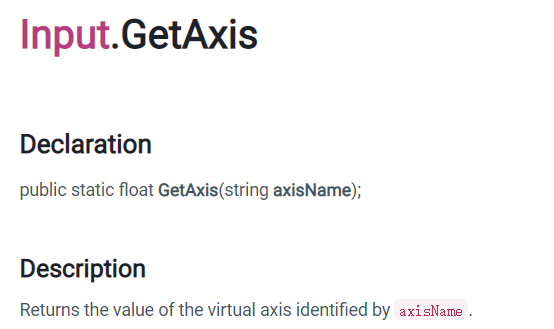 Input.GetAxis
Declaration
public static float GetAxis(string axisName);
Description
Returns the value of the virtual axis identified by axisName .